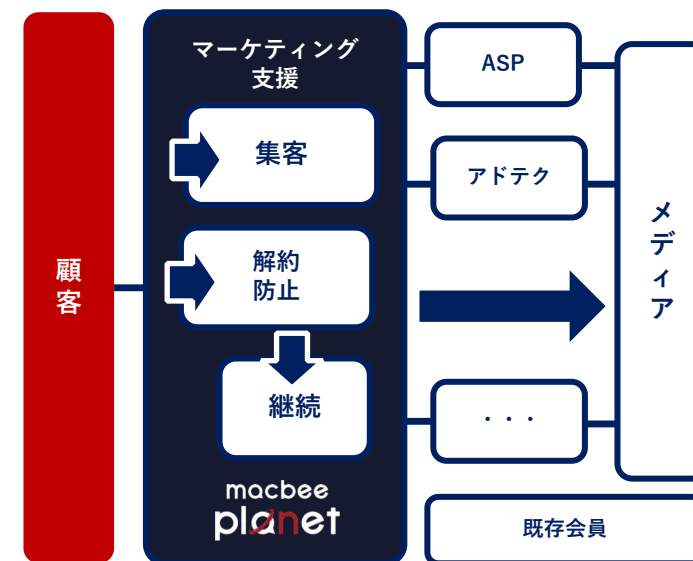 顧客
マーケティング
支援
集客
解約
防止
継続
macbee
planet
ASP
アドテク
・・・
メディア
既存会員